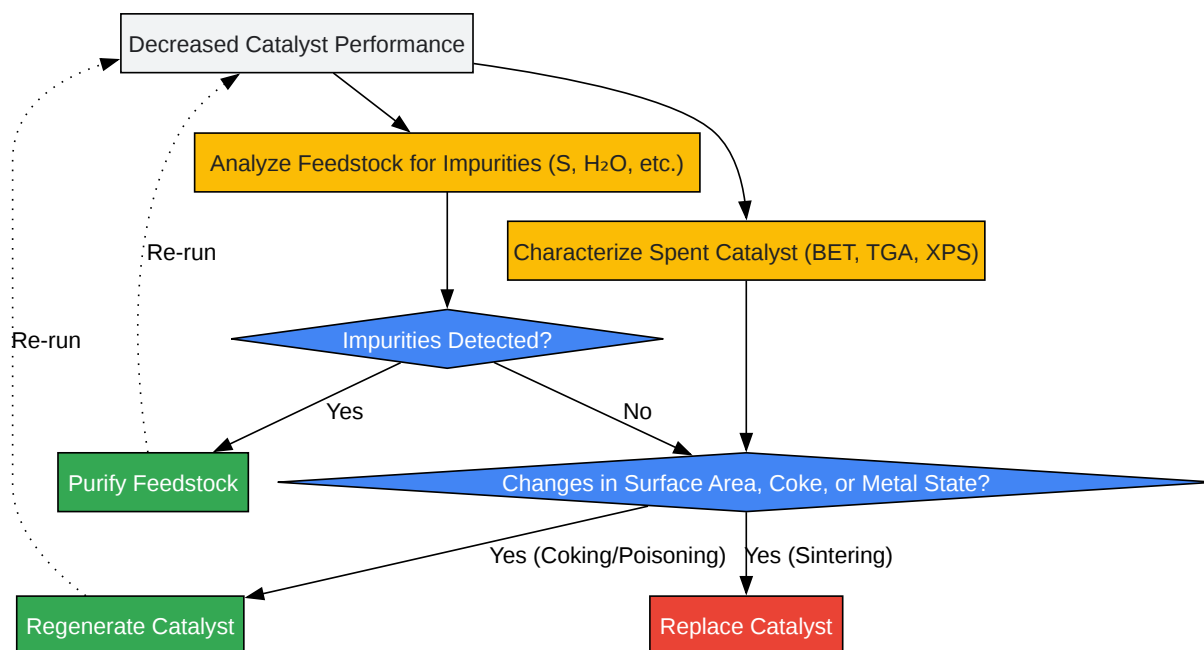 Decreased Catalyst Performance
Analyze Feedstock for Impurities (S, H₂O, etc.)
Re-run
Characterize Spent Catalyst (BET, TGA, XPS)
Re-run
Impurities Detected?
Yes
No
Purify Feedstock
Changes in Surface Area, Coke, or Metal State?
Yes (Coking/Poisoning)
Yes (Sintering)
Regenerate Catalyst
Replace Catalyst